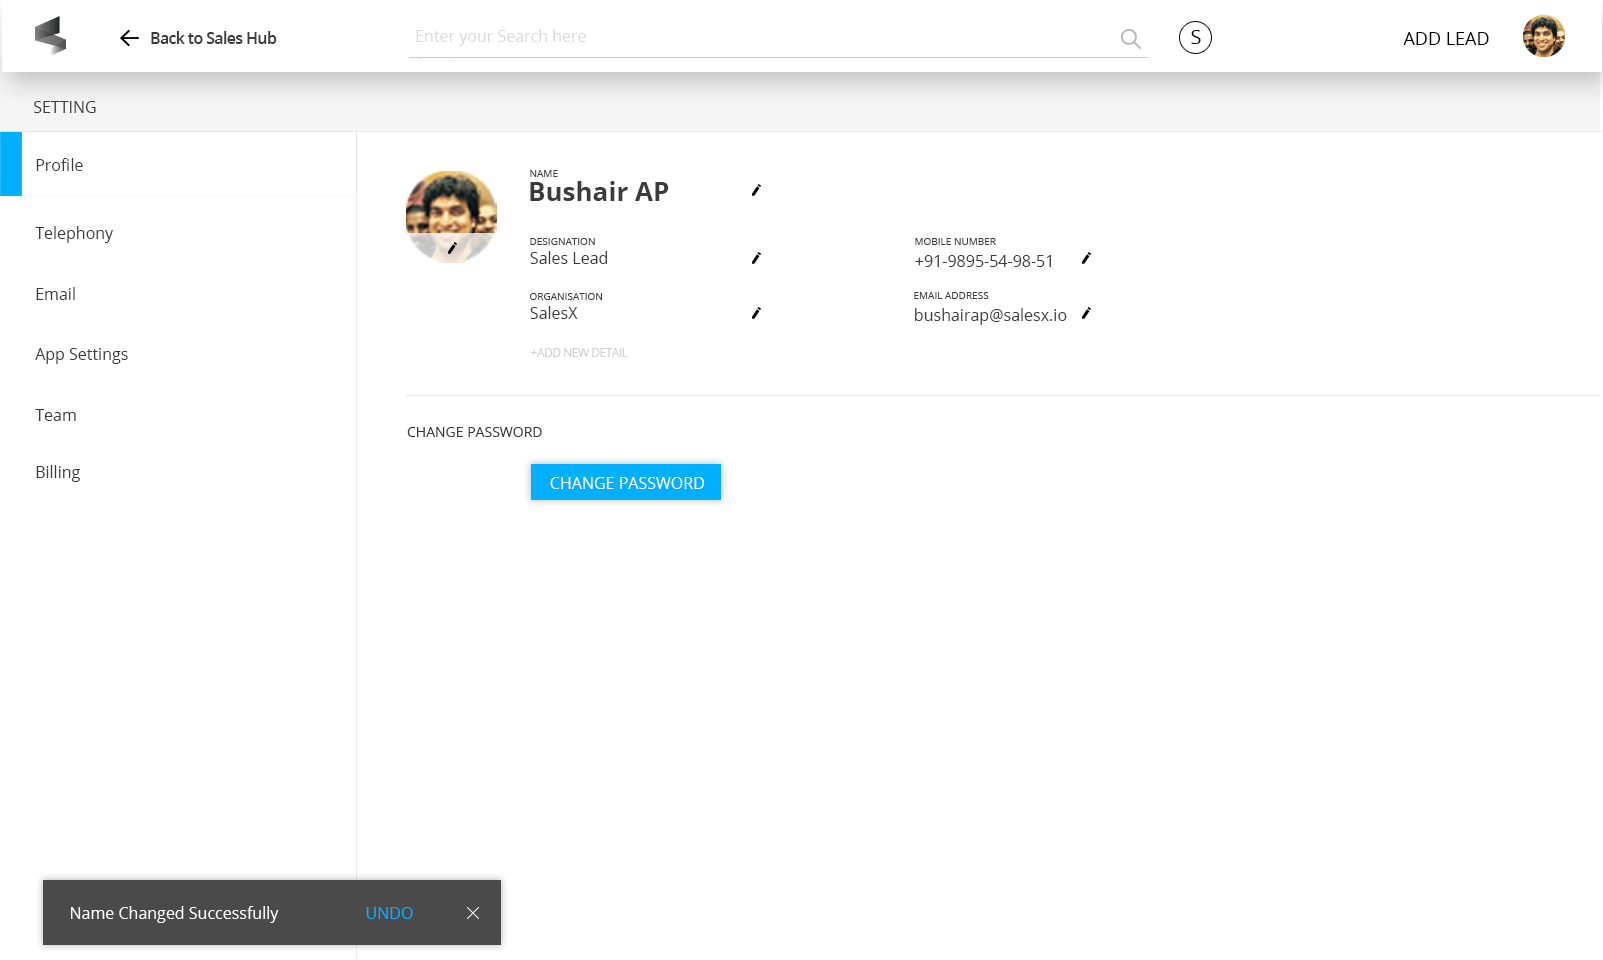 Back to Sales Hub
Enter your Search here
S
ADD LEAD
SETTING
Profile
Telephony
Email
App Settings
Team
Billing
NAME
Bushair AP
DESIGNATION
Sales Lead
MOBILE NUMBER
+91-9895-54-98-51
ORGANISATION
SalesX
EMAIL ADDRESS
bushairap@salesx.io
+ADD NEW DETAIL
CHANGE PASSWORD
CHANGE PASSWORD
Name Changed Successfully
UNDO